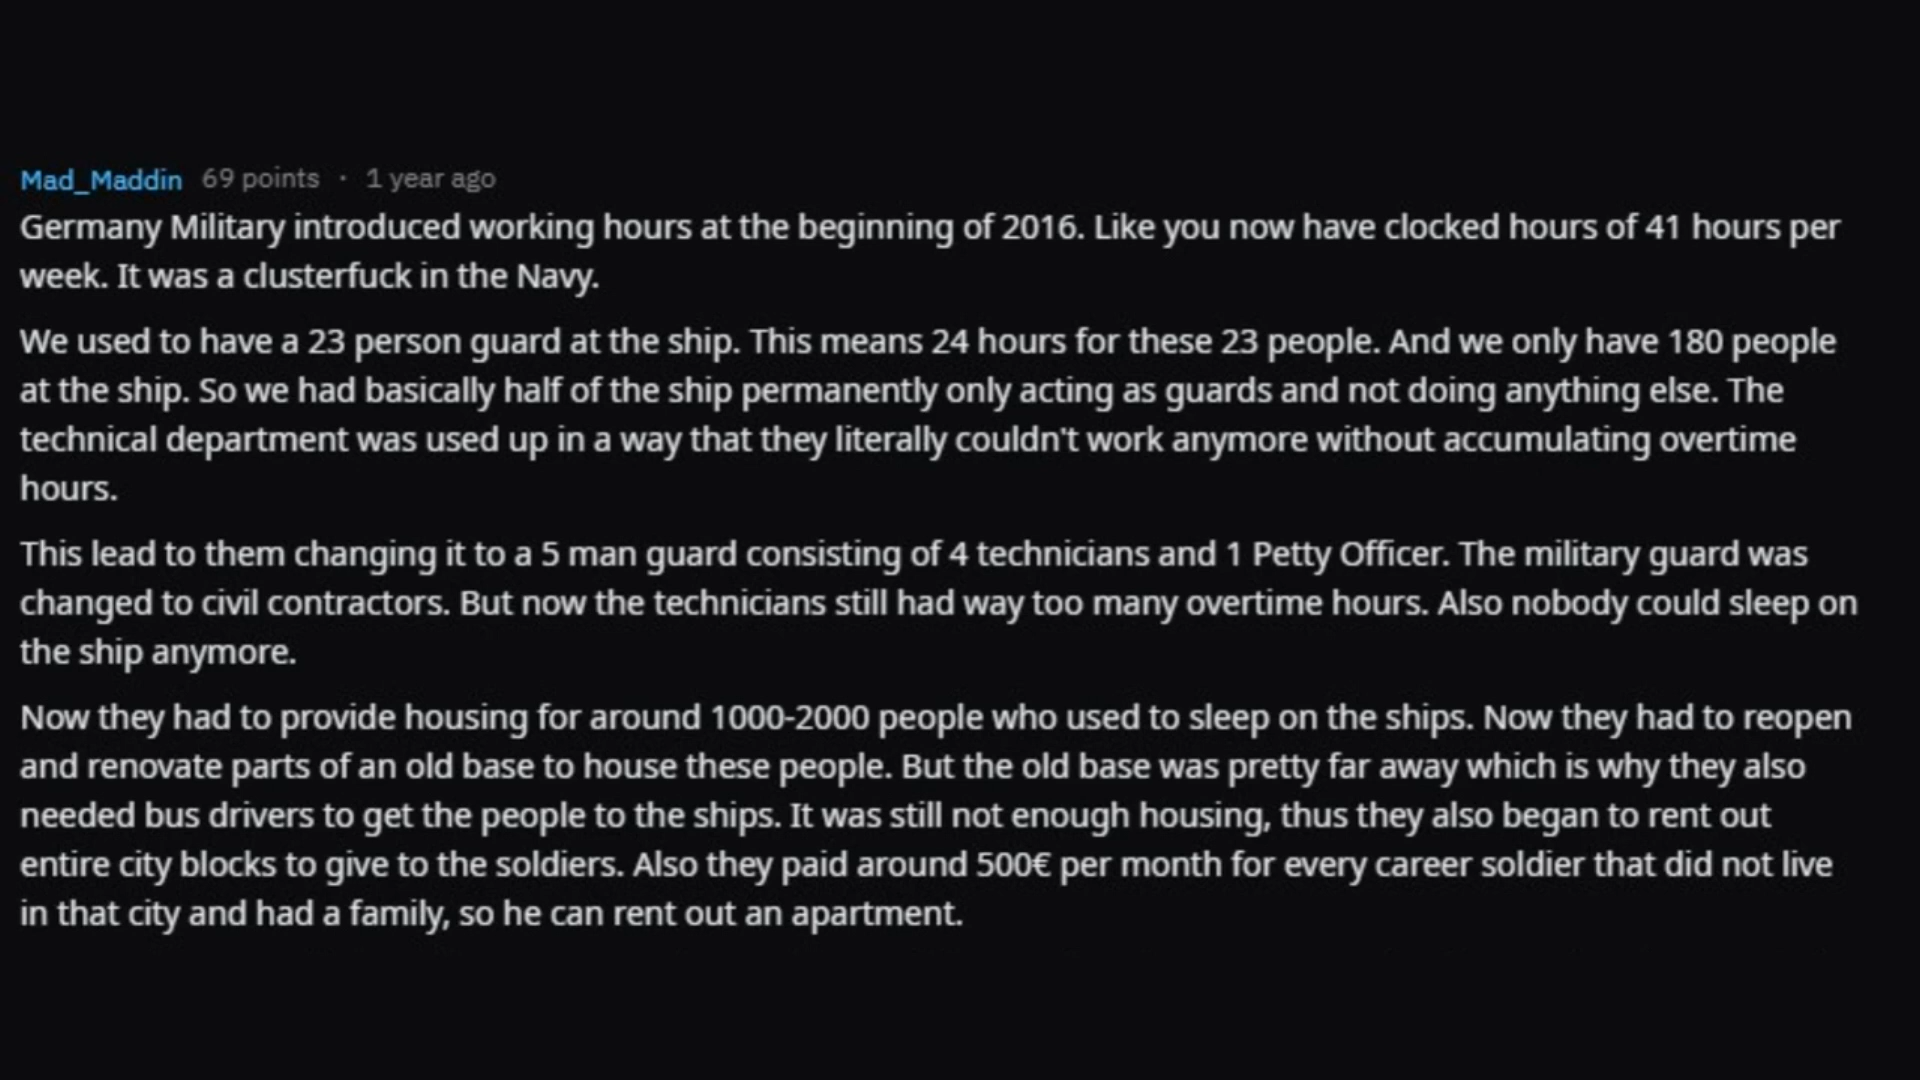 Mad_Maddin 69 points · 1 year ago
Germany Military introduced working hours at the beginning of 2016. Like you now have clocked hours of 41 hours per
week. It was a clusterfuck in the Navy.
We used to have a 23 person guard at the ship. This means 24 hours for these 23 people. And we only have 180 people
at the ship. So we had basically half of the ship permanently only acting as guards and not doing anything else. The
technical department was used up in a way that they literally couldn't work anymore without accumulating overtime
hours.
This lead to them changing it to a 5 man guard consisting of 4 technicians and 1 Petty Officer. The military guard was
changed to civil contractors. But now the technicians still had way too many overtime hours. Also nobody could sleep on
the ship anymore.
Now they had to provide housing for around 1000-2000 people who used to sleep on the ships. Now they had to reopen
and renovate parts of an old base to house these people. But the old base was pretty far away which is why they also
needed bus drivers to get the people to the ships. It was still not enough housing, thus they also began to rent out
entire city blocks to give to the soldiers. Also they paid around 500€ per month for every career soldier that did not live
in that city and had a family, so he can rent out an apartment.